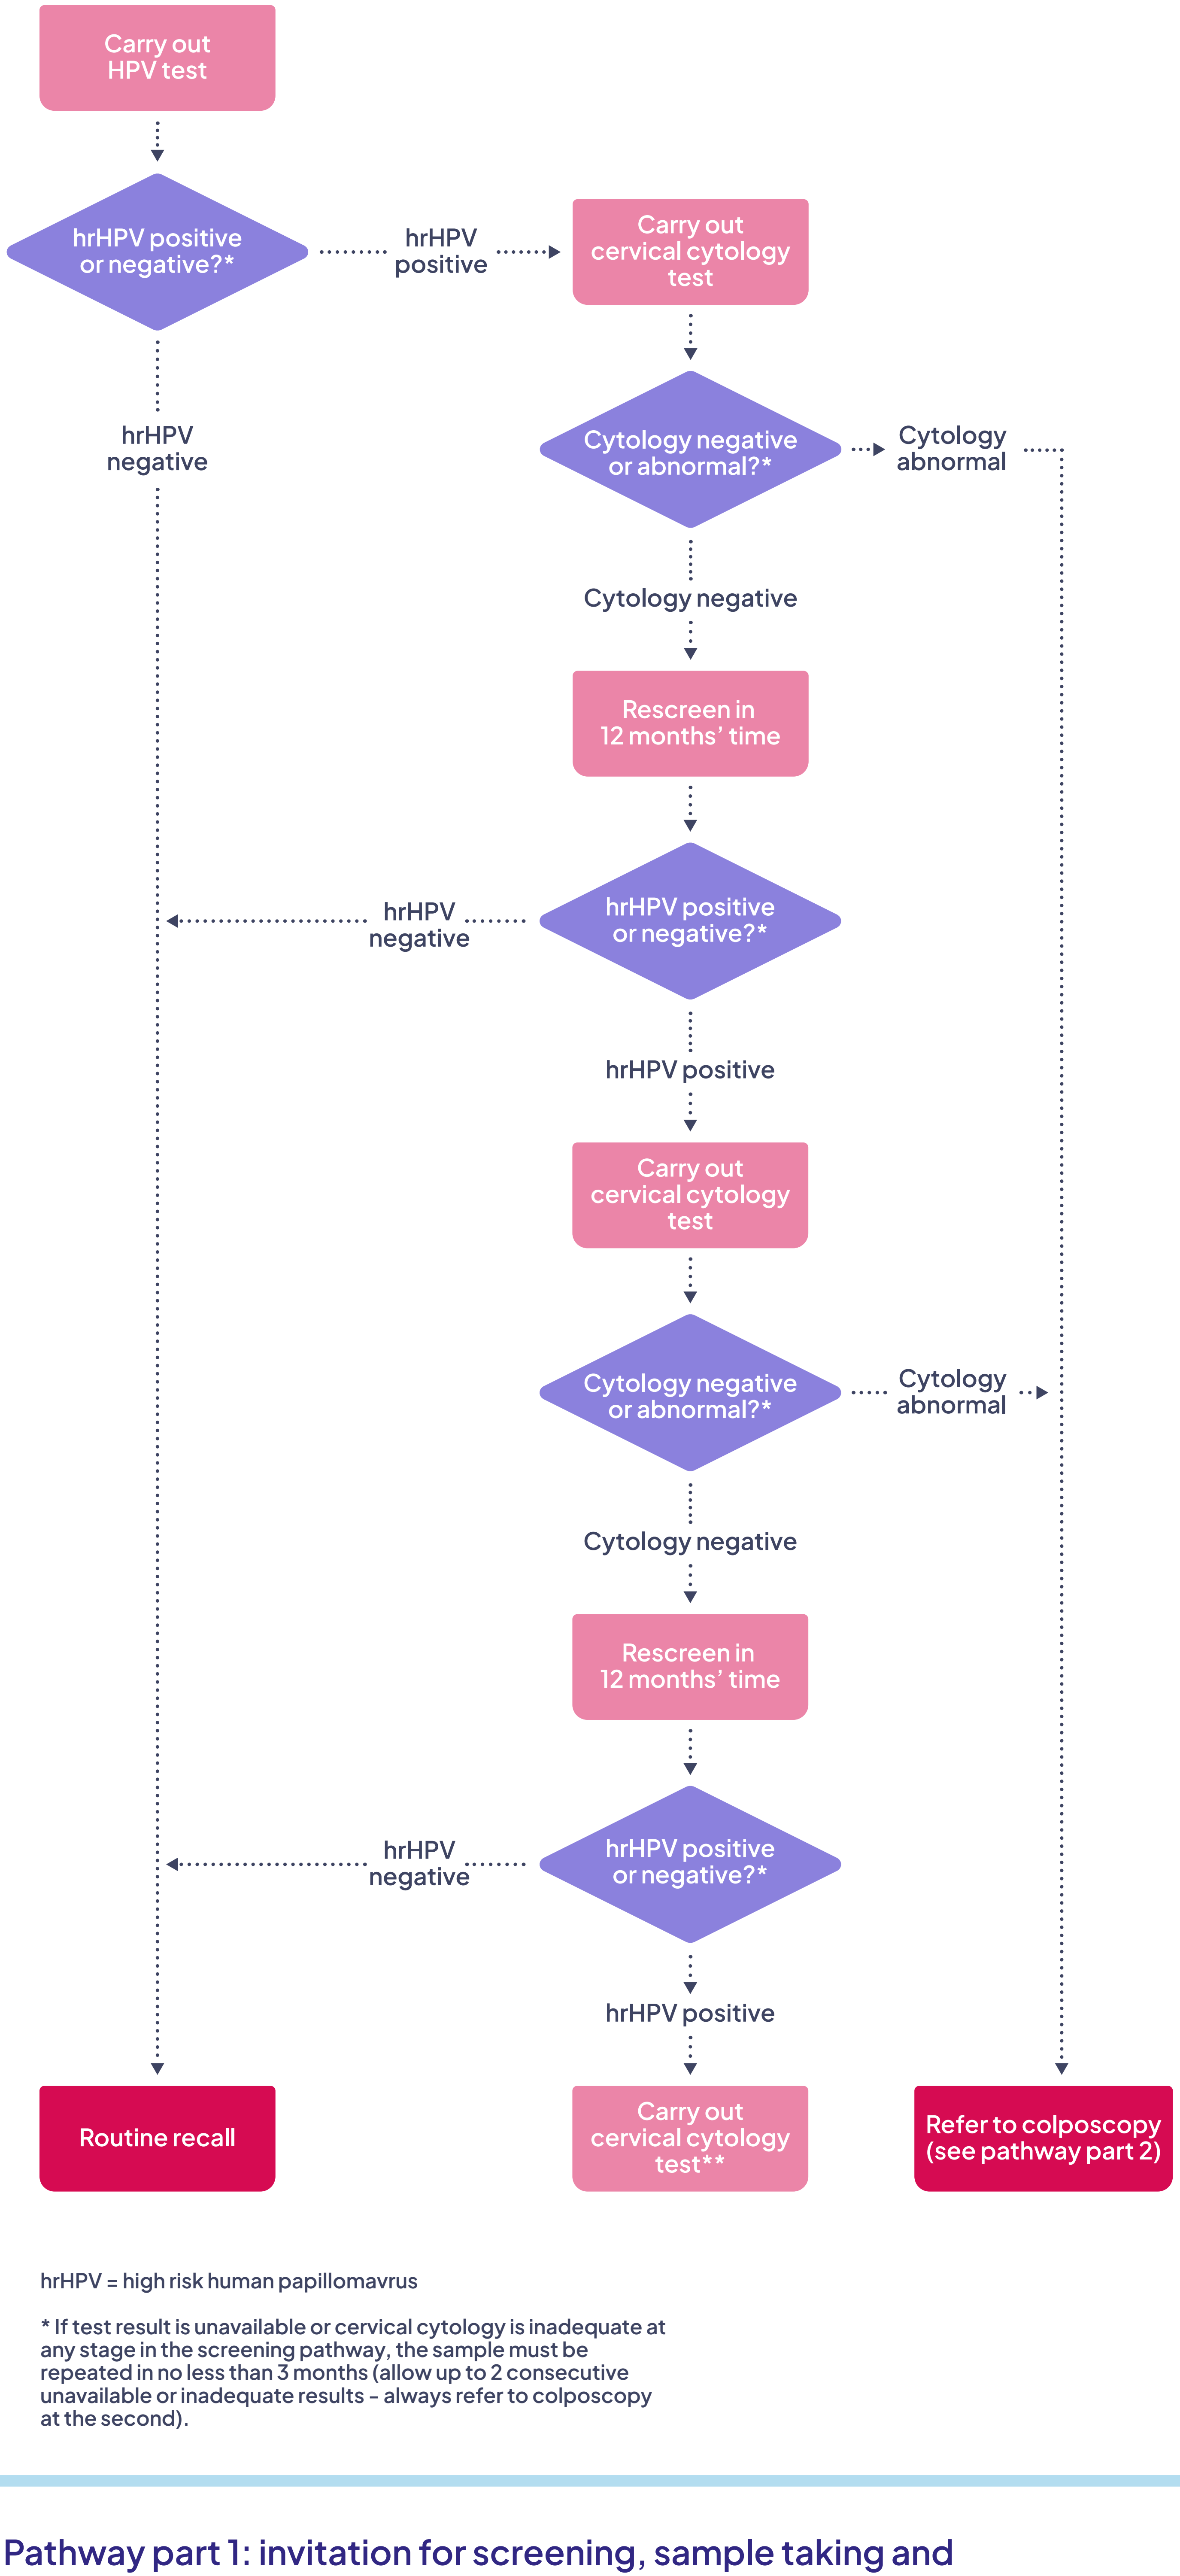 Carry out
HPV test
hrHPV positive
or negative?*
hrHPV
positive
Carry out
cervical cytology
test
hrHPV
negative
Cytology negative
or abnormal?*
Cytology
abnormal
Cytology negative
Rescreen in
12 months’ time
hrHPV positive
or negative?*
hrHPV
negative
hrHPV positive
Carry out
cervical cytology
test
Cytology negative
or abnormal?*
Cytology
abnormal
Cytology negative
Rescreen in
12 months’ time
hrHPV positive
or negative?*
hrHPV
negative
hrHPV positive
Routine recall
Carry out
cervical cytology
test**
Refer to colposcopy
(see pathway part 2)
hrHPV = high risk human papillomavrus
* If test result is unavailable or cervical cytology is inadequate at
any stage in the screening pathway, the sample must be
repeated in no less than 3 months (allow up to 2 consecutive
unavailable or inadequate results - always refer to colposcopy
at the second).
Pathway part 1: invitation for screening, sample taking and